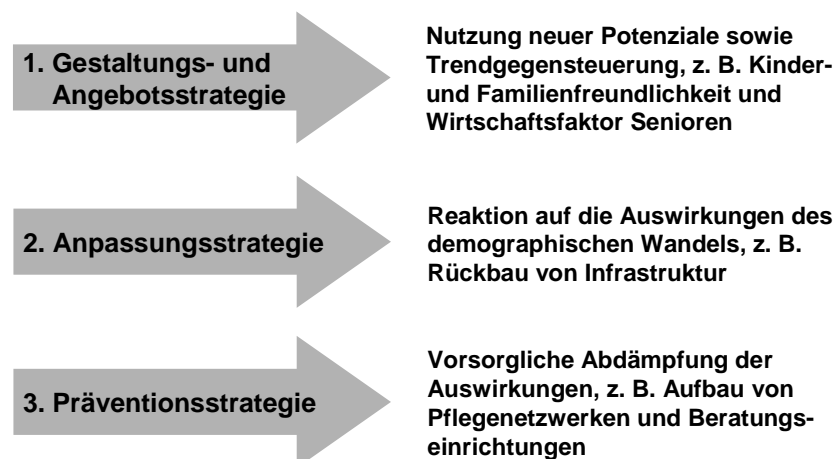 1. Gestaltungs- und
Angebotsstrategie
Nutzung neuer Potenziale sowie
Trendgegensteuerung, z. B. Kinder-
und Familienfreundlichkeit und
Wirtschaftsfaktor Senioren
2. Anpassungsstrategie
Reaktion auf die Auswirkungen des
demographischen Wandels, z. B.
Rückbau von Infrastruktur
3. Präventionsstrategie
Vorsorgliche Abdämpfung der
Auswirkungen, z. B. Aufbau von
Pflegenetzwerken und Beratungs-
einrichtungen